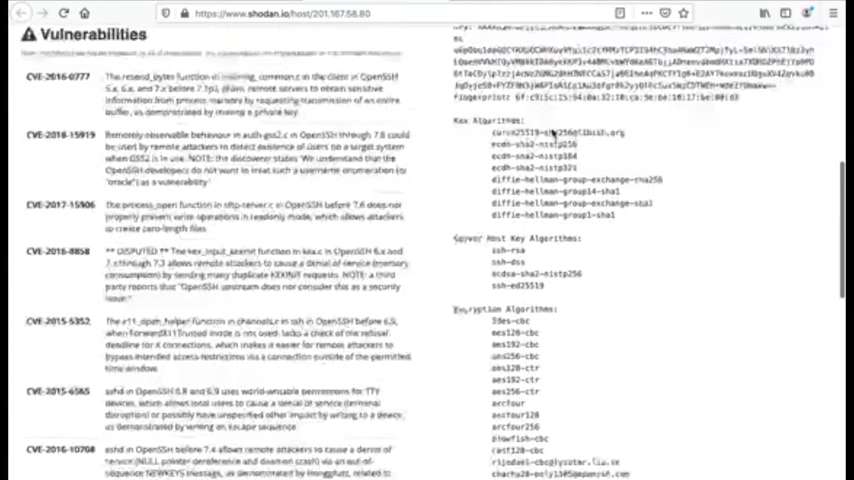 https://www.shodan.io/host/201.167.58.80
Vulnerabilities
CVE-2016-0777
The resend_bytes function in roaming_common.c in the client in OpenSSH
5.x, 6.x, and 7.x before 7.1p2, allows remote servers to obtain sensitive
information from process memory by requesting transmission of an entire
buffer, as demonstrated by reading a private key.
CVE-2018-15919
Remotely observable behaviour in auth-gss2.c in OpenSSH through 7.8 could
be used by remote attackers to detect existence of users on a target system
when GSS2 is in use. NOTE: the discoverer states 'We understand that the
OpenSSH developers do not want to treat such a username enumeration (or
"oracle") as a vulnerability.'
CVE-2017-15906
The process_open function in sftp-server.c in OpenSSH before 7.6 does not
properly prevent write operations in readonly mode, which allows attackers
to create zero-length files.
CVE-2016-8858
** DISPUTED ** The kex_input_kexinit function in kex.c in OpenSSH 6.x and
7.x through 7.3 allows remote attackers to cause a denial of service (memory
consumption) by sending many duplicate KEXINIT requests. NOTE: a third
party reports that "OpenSSH upstream does not consider this as a security
issue."
CVE-2015-5352
The x11_open_helper function in channels.c in ssh in OpenSSH before 6.9,
when ForwardX11Trusted mode is not used, lacks a check of the refusal
deadline for X connections, which makes it easier for remote attackers to
bypass intended access restrictions via a connection outside of the permitted
time window.
CVE-2015-6565
sshd in OpenSSH 6.8 and 6.9 uses world-writable permissions for TTY
devices, which allows local users to cause a denial of service (terminal
disruption) or possibly have unspecified other impact by writing to a device,
as demonstrated by writing an escape sequence.
CVE-2016-10708
sshd in OpenSSH before 7.4 allows remote attackers to cause a denial of
service (NULL pointer dereference and daemon crash) via an out-of-
sequence NEWKEYS message, as demonstrated by Honggfuzz, related to
Kex Algorithms:
curve25519-sha256@libssh.org
ecdh-sha2-nistp256
ecdh-sha2-nistp384
ecdh-sha2-nistp521
diffie-hellman-group-exchange-sha256
diffie-hellman-group14-sha1
diffie-hellman-group-exchange-sha1
diffie-hellman-group1-sha1
Server Host Key Algorithms:
ssh-rsa
ssh-dss
ecdsa-sha2-nistp256
ssh-ed25519
Encryption Algorithms:
3des-cbc
aes128-cbc
aes192-cbc
aes256-cbc
aes128-ctr
aes192-ctr
aes256-ctr
arcfour
arcfour128
arcfour256
blowfish-cbc
cast128-cbc
rijndael-cbc@lysator.liu.se
chacha20-poly1305@openssh.com